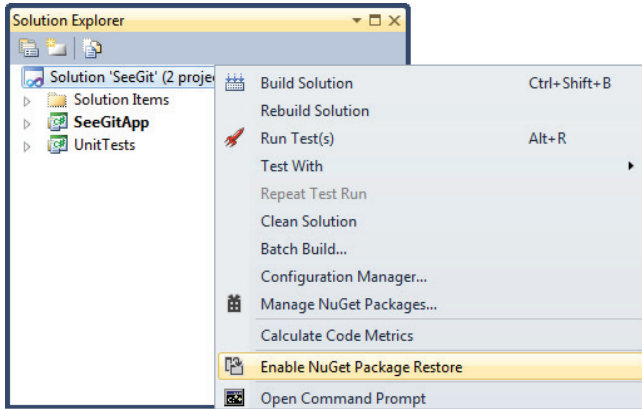 Solution Explorer
Solution 'SeeGit' (2 proje
Solution Items
SeeGitApp
UnitTests
Build Solution Ctrl+Shift+B
Rebuild Solution
Run Test(s) Alt+R
Test With
Repeat Test Run
Clean Solution
Batch Build...
Configuration Manager...
Manage NuGet Packages...
Calculate Code Metrics
Enable NuGet Package Restore
Open Command Prompt